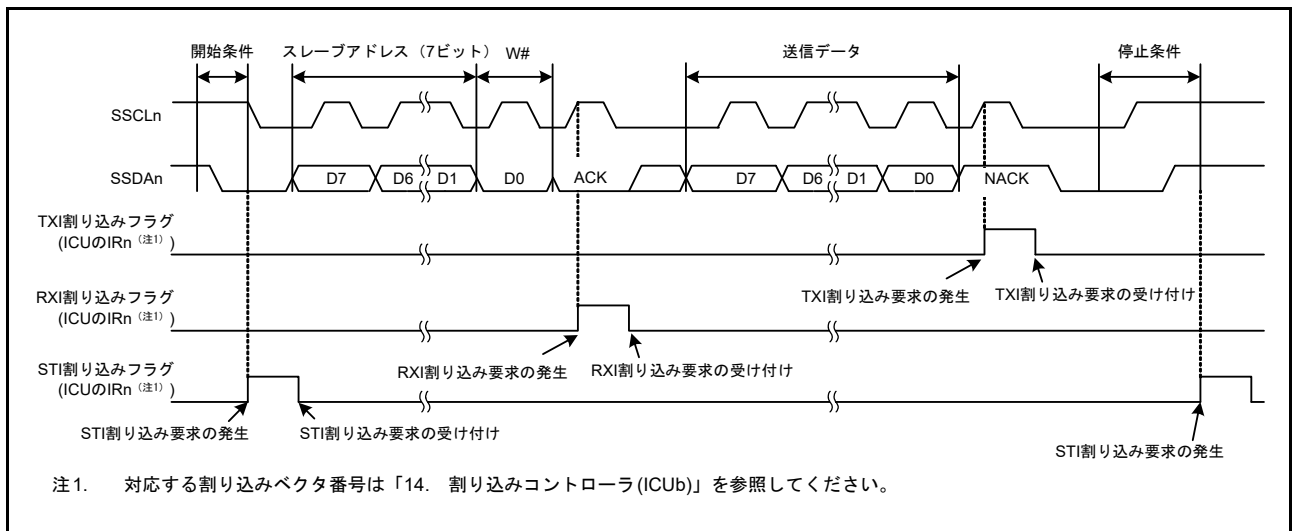 開始条件 スレーブアドレス（7ビット） W# 送信データ 停止条件
SSCLn
SSDAn D7 D6 D1 D0 ACK D7 D6 D1 D0 NACK
TXI割り込みフラグ
(ICUのIRn（注1）)
TXI割り込み要求の発生 TXI割り込み要求の受け付け
RXI割り込みフラグ
(ICUのIRn（注1）)
RXI割り込み要求の発生 RXI割り込み要求の受け付け
STI割り込みフラグ
(ICUのIRn（注1）)
STI割り込み要求の発生 STI割り込み要求の受け付け
STI割り込み要求の発生
注1. 対応する割り込みベクタ番号は「14. 割り込みコントローラ(ICUb)」を参照してください。